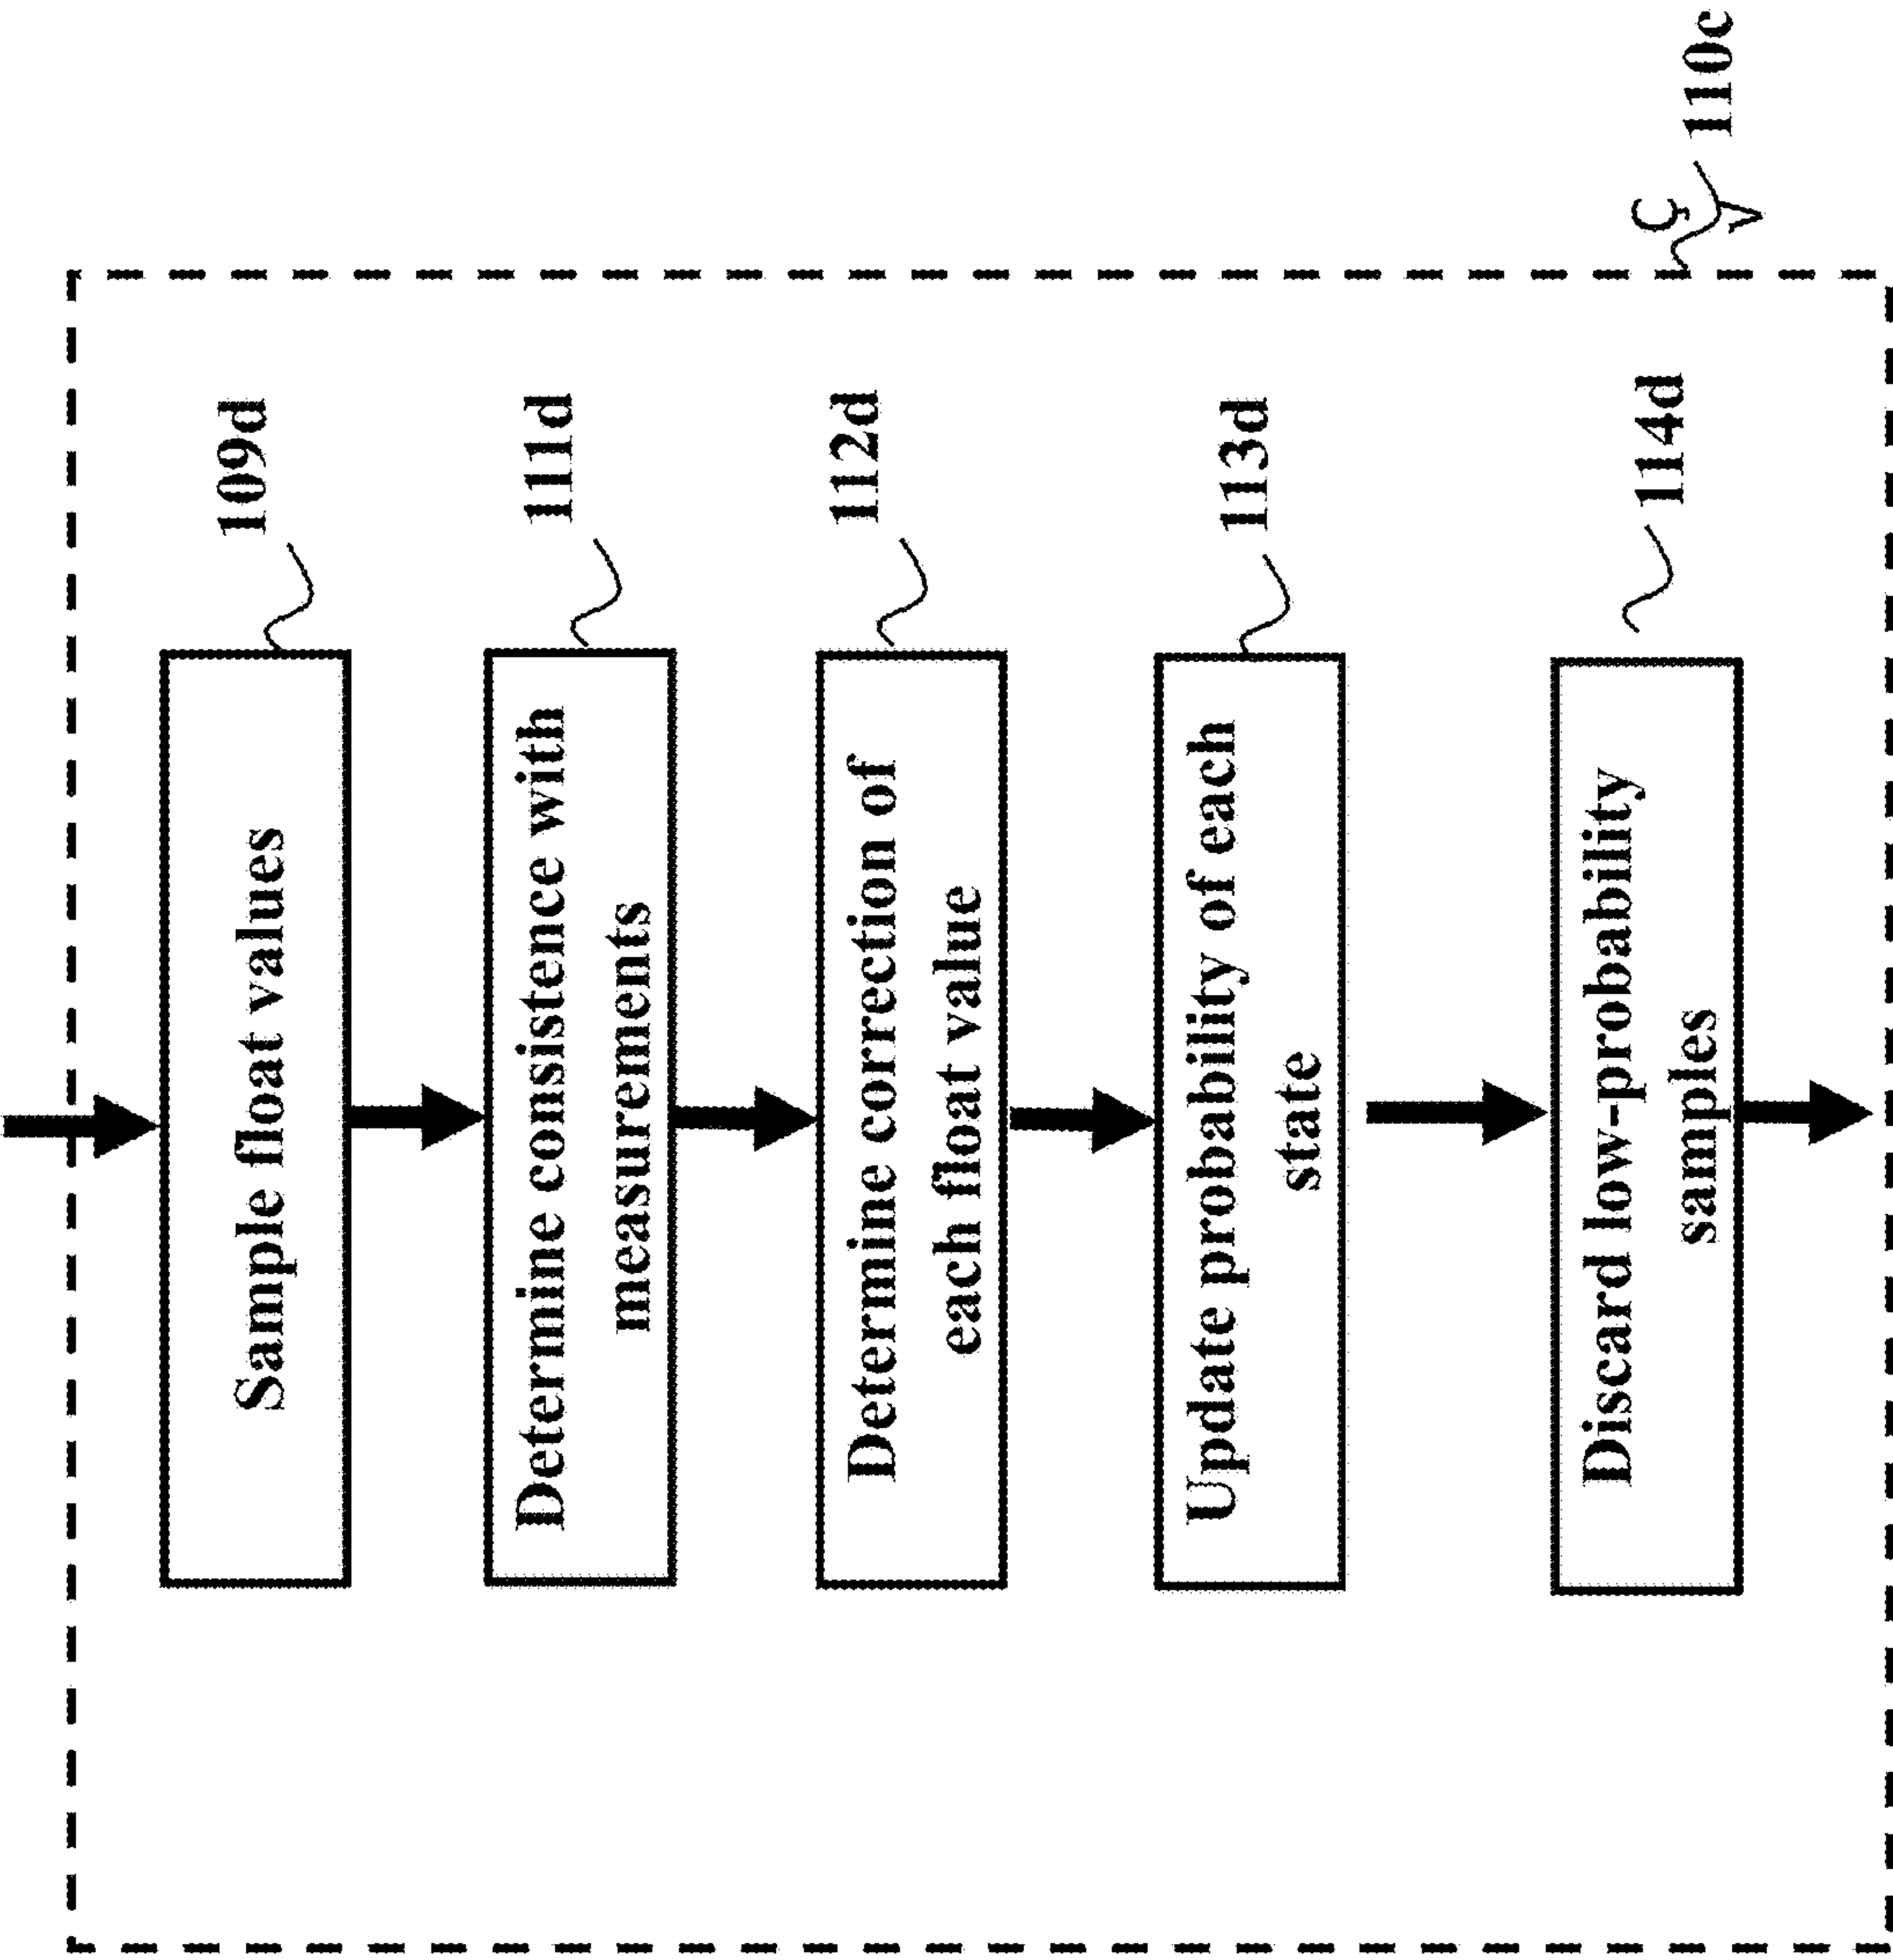 Sample float values
109d
Determine consistence with
measurements
111d
Determine correction of
each float value
112d
Update probability of each
state
113d
Discard low-probability
samples
114d
110c